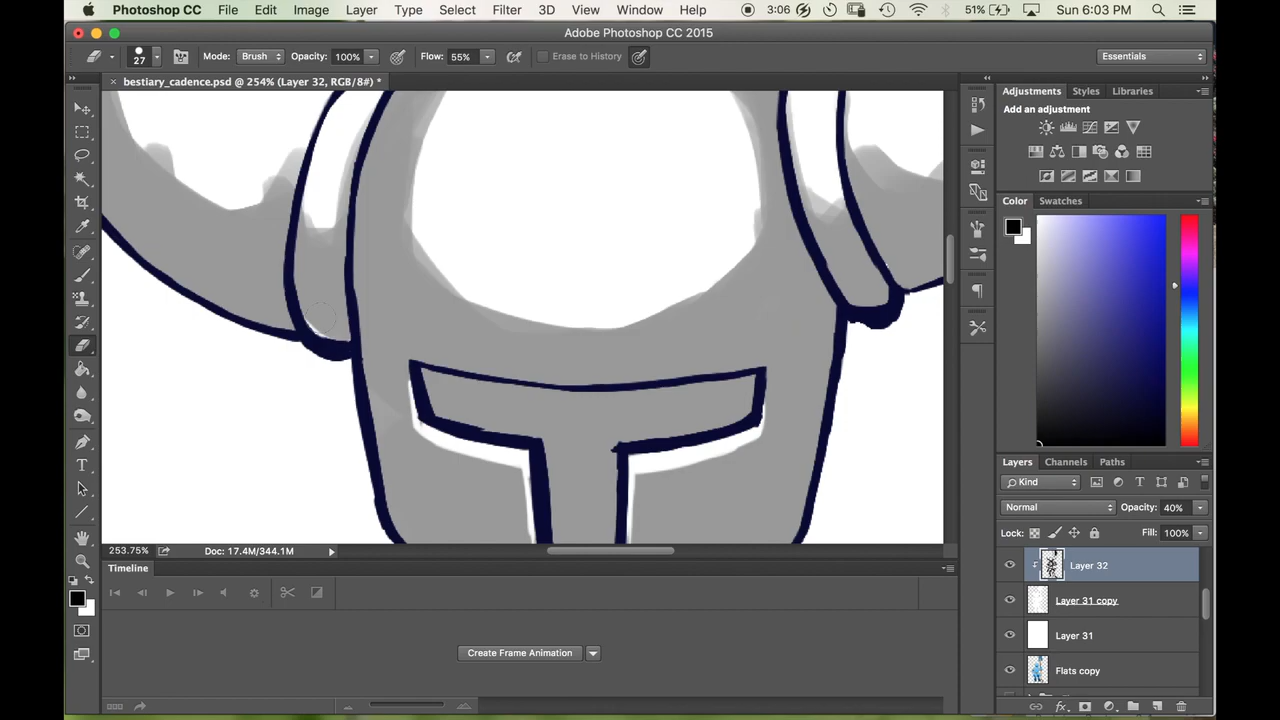 Photoshop CC File Edit Image Layer Type Select Filter 3D View Window Help 3:06 51% Sun 6:03 PM
Adobe Photoshop CC 2015
27 Mode: Brush Opacity: 100% Flow: 55% Erase to History Essentials
bestiary_cadence.psd @ 254% (Layer 32, RGB/8#) *
Adjustments Styles Libraries
Add an adjustment
Color Swatches
Layers Channels Paths
Kind
Normal Opacity: 40%
Lock: Fill: 100%
Layer 32
Layer 31 copy
Layer 31
Flats copy
253.75% Doc: 17.4M/344.1M
Timeline
Create Frame Animation